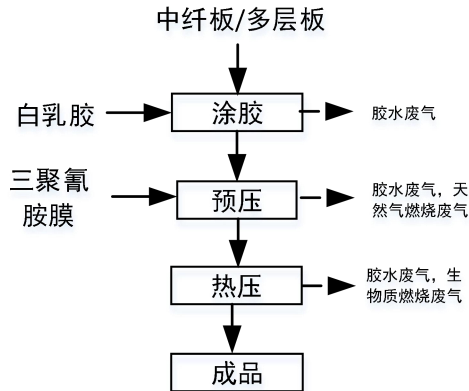 中纤板/多层板
白乳胶
涂胶
胶水废气
三聚氰
胺膜
预压
胶水废气，天
然气燃烧废气
热压
胶水废气，生
物质燃烧废气
成品